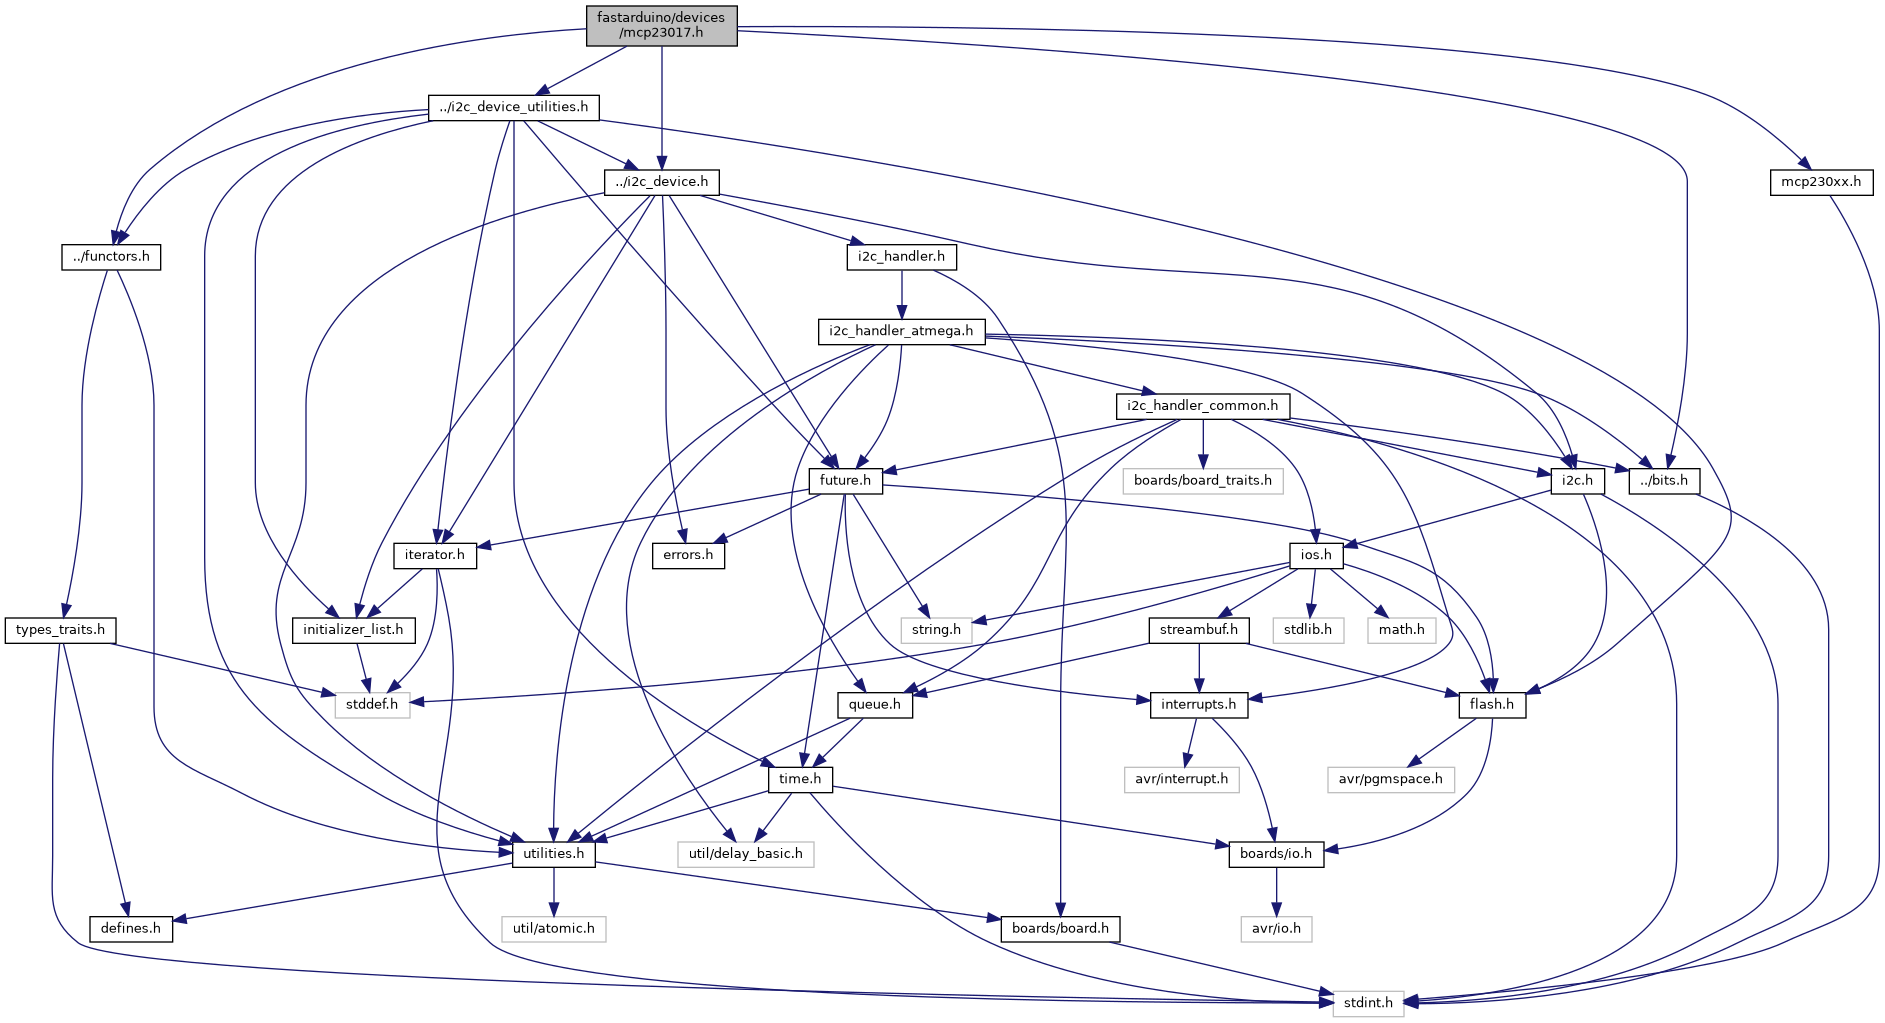 fastarduino/devices
/mcp23017.h
../i2c_device_utilities.h
../i2c_device.h
mcp230xx.h
../functors.h
i2c_handler.h
i2c_handler_atmega.h
i2c_handler_common.h
future.h
boards/board_traits.h
i2c.h
../bits.h
iterator.h
errors.h
ios.h
types_traits.h
initializer_list.h
string.h
streambuf.h
stdlib.h
math.h
stddef.h
queue.h
interrupts.h
flash.h
time.h
avr/interrupt.h
avr/pgmspace.h
utilities.h
util/delay_basic.h
boards/io.h
defines.h
util/atomic.h
boards/board.h
avr/io.h
stdint.h